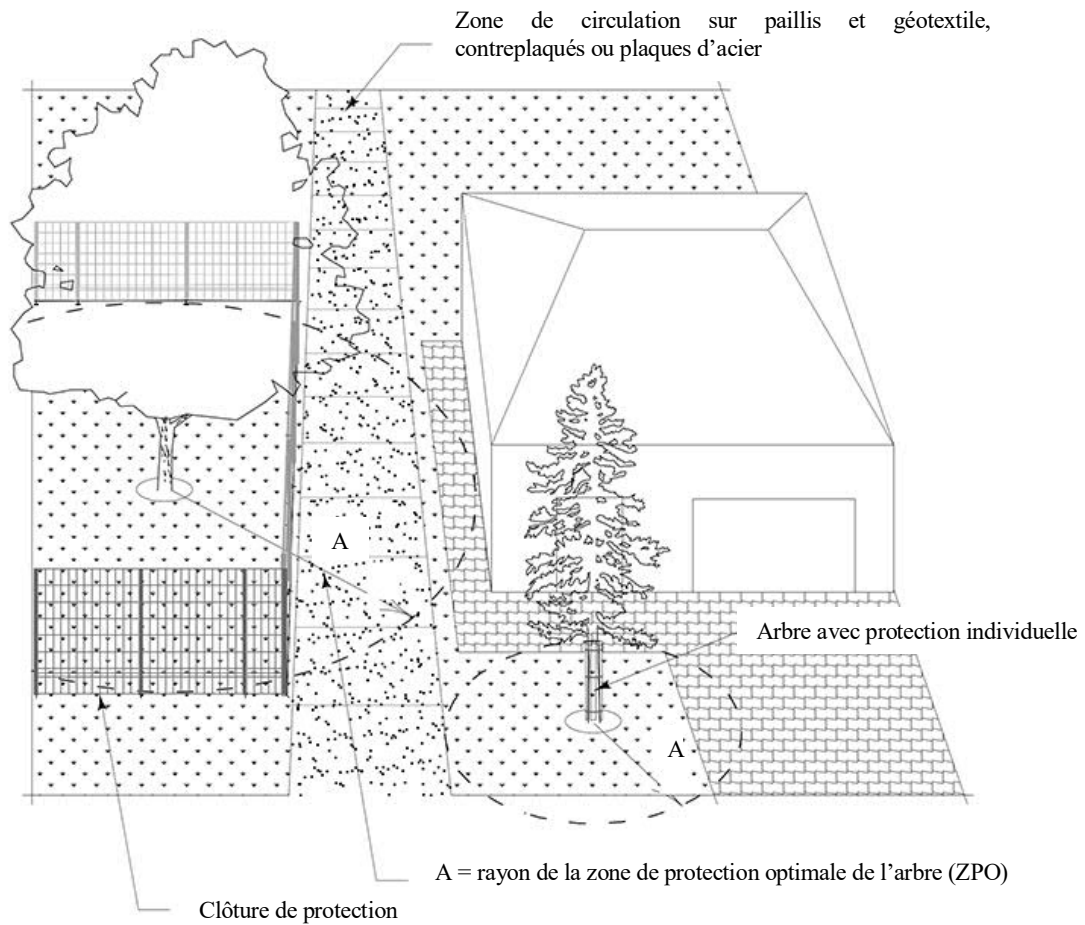 Zone de circulation sur paillis et géotextile,
contreplaqués ou plaques d’acier
A
Arbre avec protection individuelle
A'
A = rayon de la zone de protection optimale de l’arbre (ZPO)
Clôture de protection